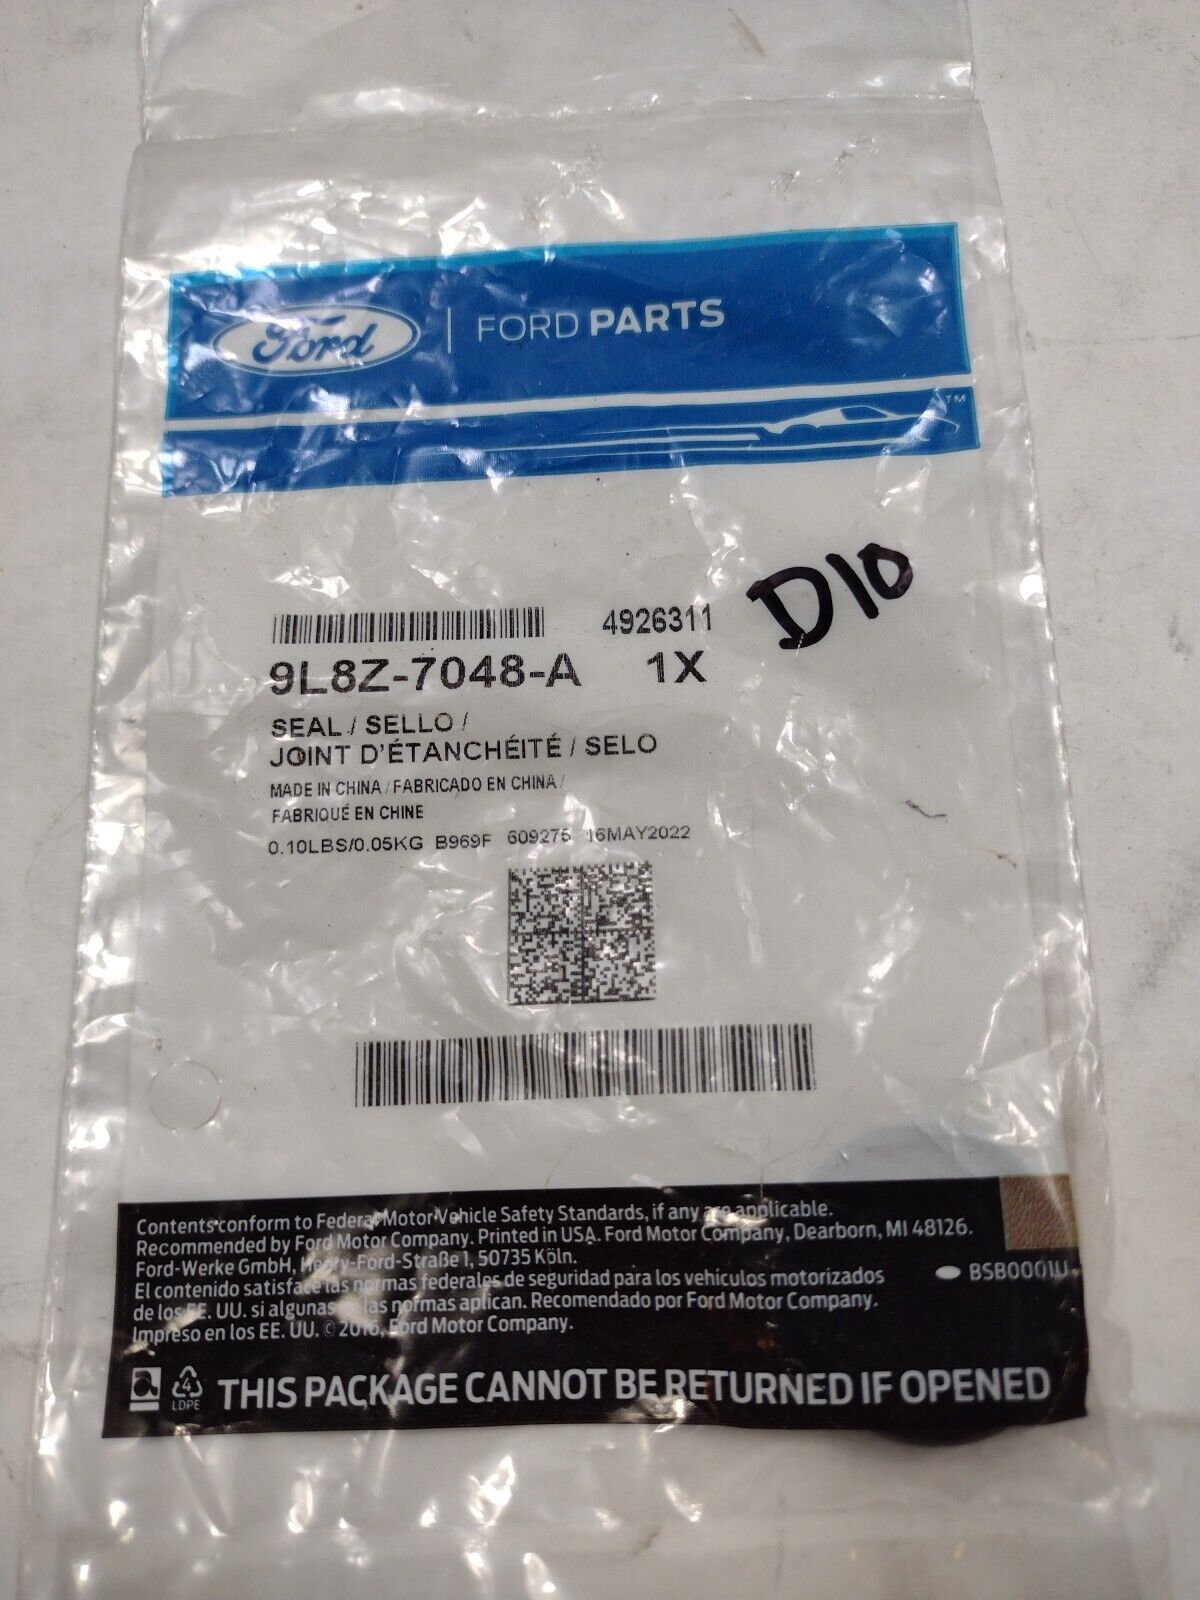 Ford | FORD PARTS
TM
4926311
D10
9L8Z-7048-A 1X
SEAL / SELLO /
JOINT D'ÉTANCHÉITÉ / SELO
MADE IN CHINA / FABRICADO EN CHINA /
FABRIQUÉ EN CHINE
0.10LBS/0.05KG B969F 609275 16MAY2022
Contents conform to Federal Motor Vehicle Safety Standards, if any are applicable.
Recommended by Ford Motor Company. Printed in USA. Ford Motor Company, Dearborn, MI 48126.
Ford-Werke GmbH, Henry-Ford-Straße 1, 50735 Köln.
El contenido satisface las normas federales de seguridad para los vehículos motorizados
de los EE. UU. si algunas de las normas aplican. Recomendado por Ford Motor Company.
Impreso en los EE. UU. © 2016, Ford Motor Company.
BSB0001U
4
LDPE
THIS PACKAGE CANNOT BE RETURNED IF OPENED